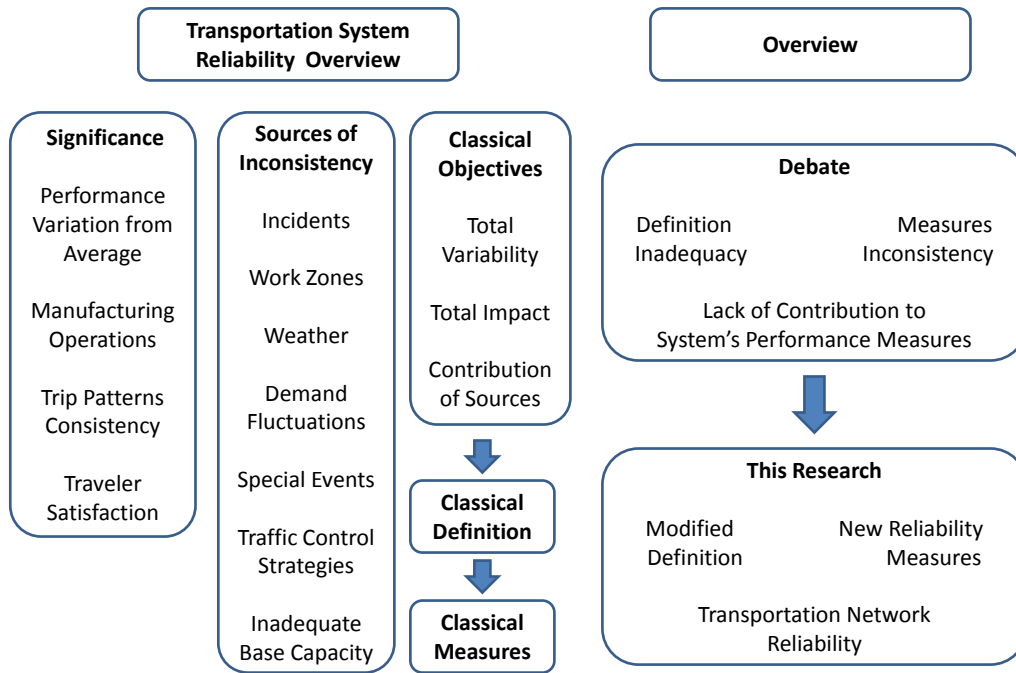 Transportation System
Reliability Overview
Overview
Significance
Performance
Variation from
Average
Manufacturing
Operations
Trip Patterns
Consistency
Traveler
Satisfaction
Sources of
Inconsistency
Incidents
Work Zones
Weather
Demand
Fluctuations
Special Events
Traffic Control
Strategies
Inadequate
Base Capacity
Classical
Objectives
Total
Variability
Total Impact
Contribution
of Sources
Classical
Definition
Classical
Measures
Debate
Definition
Inadequacy
Measures
Inconsistency
Lack of Contribution to
System’s Performance Measures
This Research
Modified
Definition
New Reliability
Measures
Transportation Network
Reliability